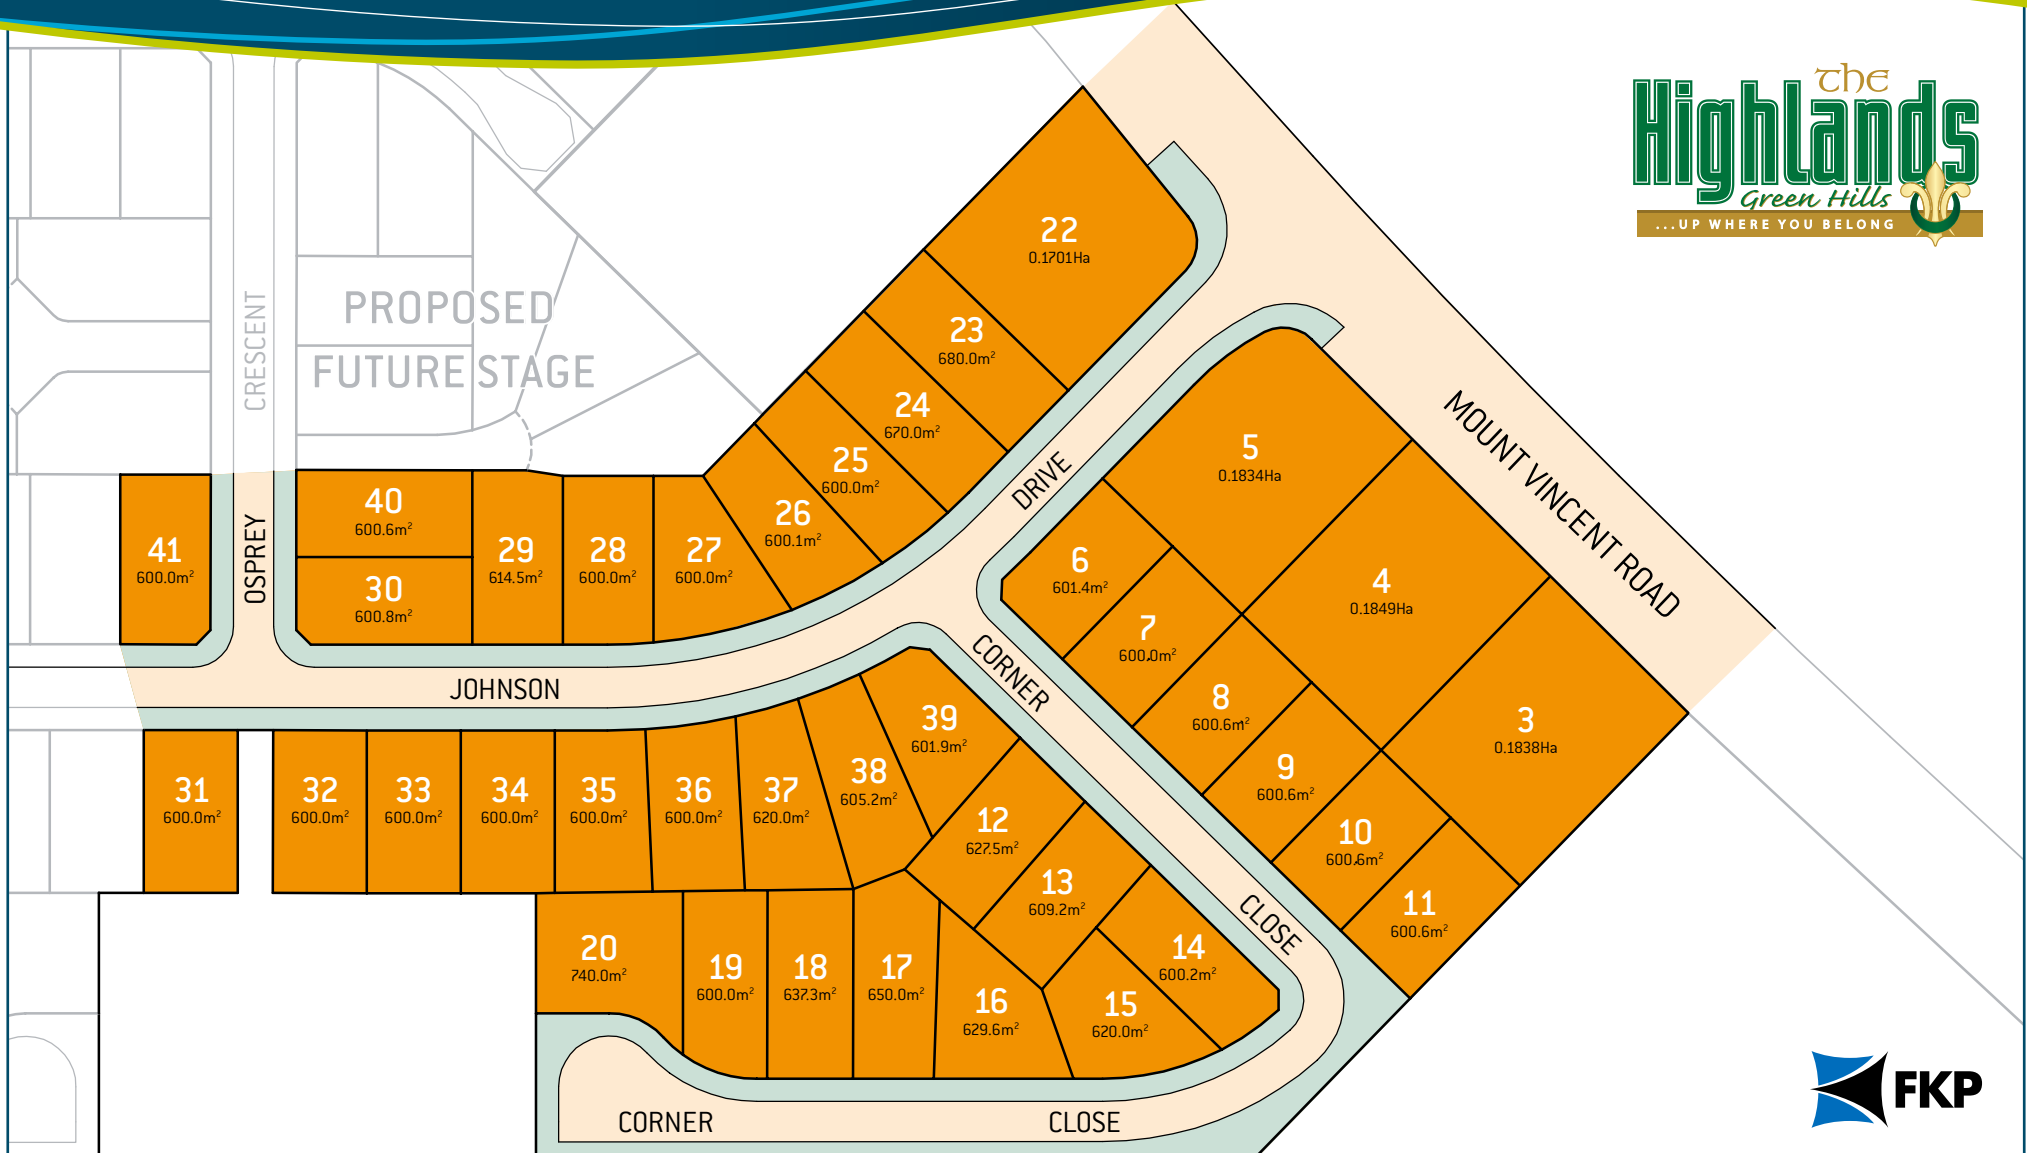 The
Highlands
Green Hills
...UP WHERE YOU BELONG
PROPOSED
FUTURE STAGE
CRESCENT
OSPREY
JOHNSON
DRIVE
MOUNT VINCENT ROAD
CORNER
CLOSE
CORNER
CLOSE
22
0.1701Ha
23
680.0m²
24
670.0m²
25
600.0m²
26
600.1m²
27
600.0m²
28
600.0m²
29
614.5m²
40
600.6m²
30
600.8m²
41
600.0m²
5
0.1834Ha
4
0.1849Ha
3
0.1838Ha
6
601.4m²
7
600.0m²
8
600.6m²
9
600.6m²
10
600.6m²
11
600.6m²
31
600.0m²
32
600.0m²
33
600.0m²
34
600.0m²
35
600.0m²
36
600.0m²
37
620.0m²
38
605.2m²
39
601.9m²
12
627.5m²
13
609.2m²
14
600.2m²
15
620.0m²
16
629.6m²
17
650.0m²
18
637.3m²
19
600.0m²
20
740.0m²
FKP